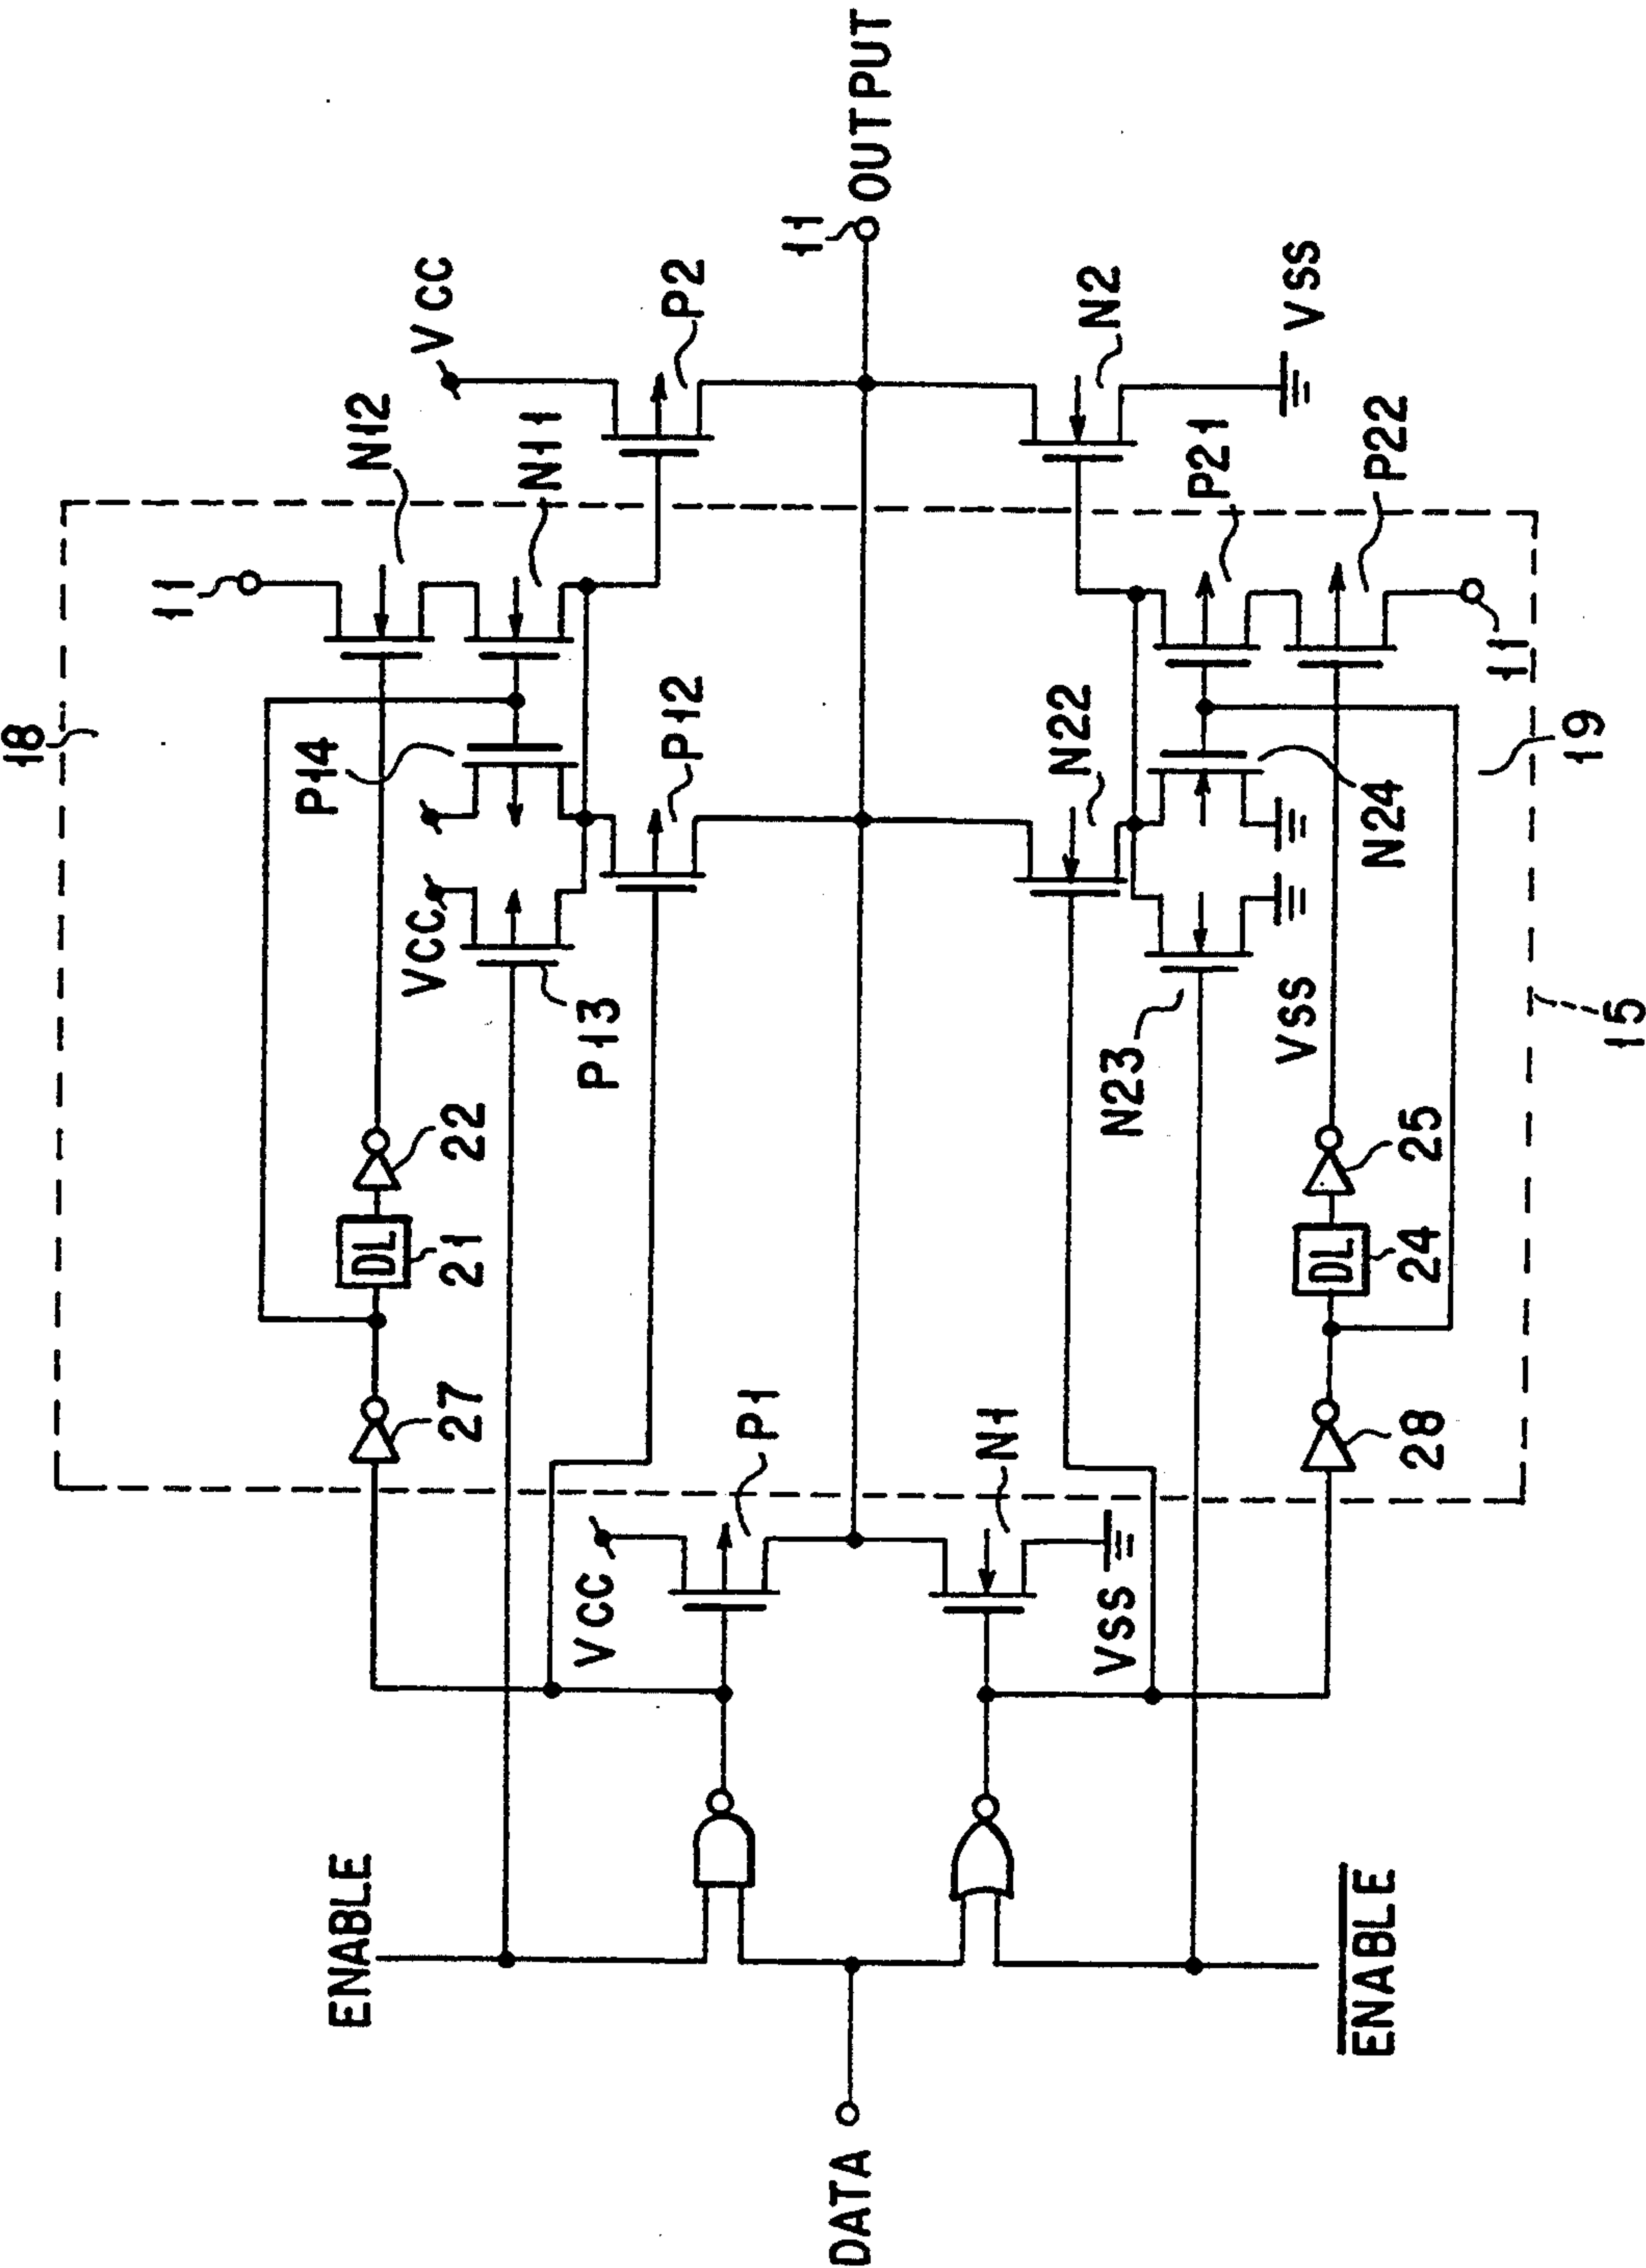 18
11
N12
VCC
P14
N11
VCC
P13
P12
P2
27
21
DL
22
ENABLE
VCC
P1
11
OUTPUT
DATA
N1
N22
N2
VSS
N23
P21
VSS
N24
P22
VSS
28
24
DL
25
11
ENABLE
19
15